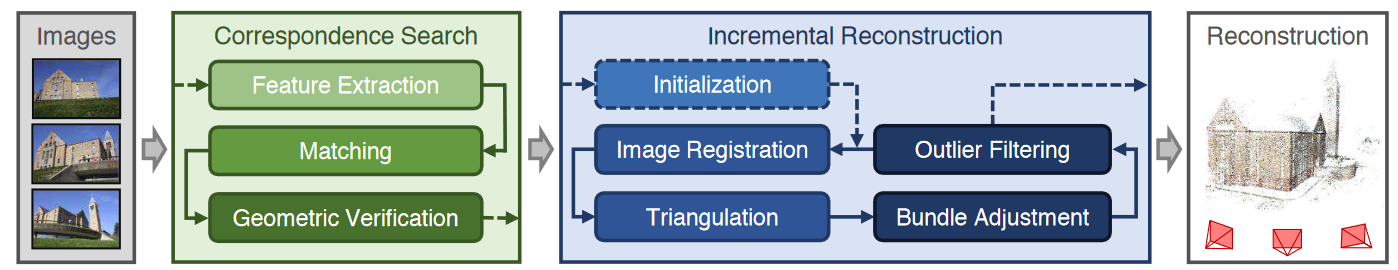 Images
Correspondence Search
Feature Extraction
Matching
Geometric Verification
Incremental Reconstruction
Initialization
Image Registration
Outlier Filtering
Triangulation
Bundle Adjustment
Reconstruction